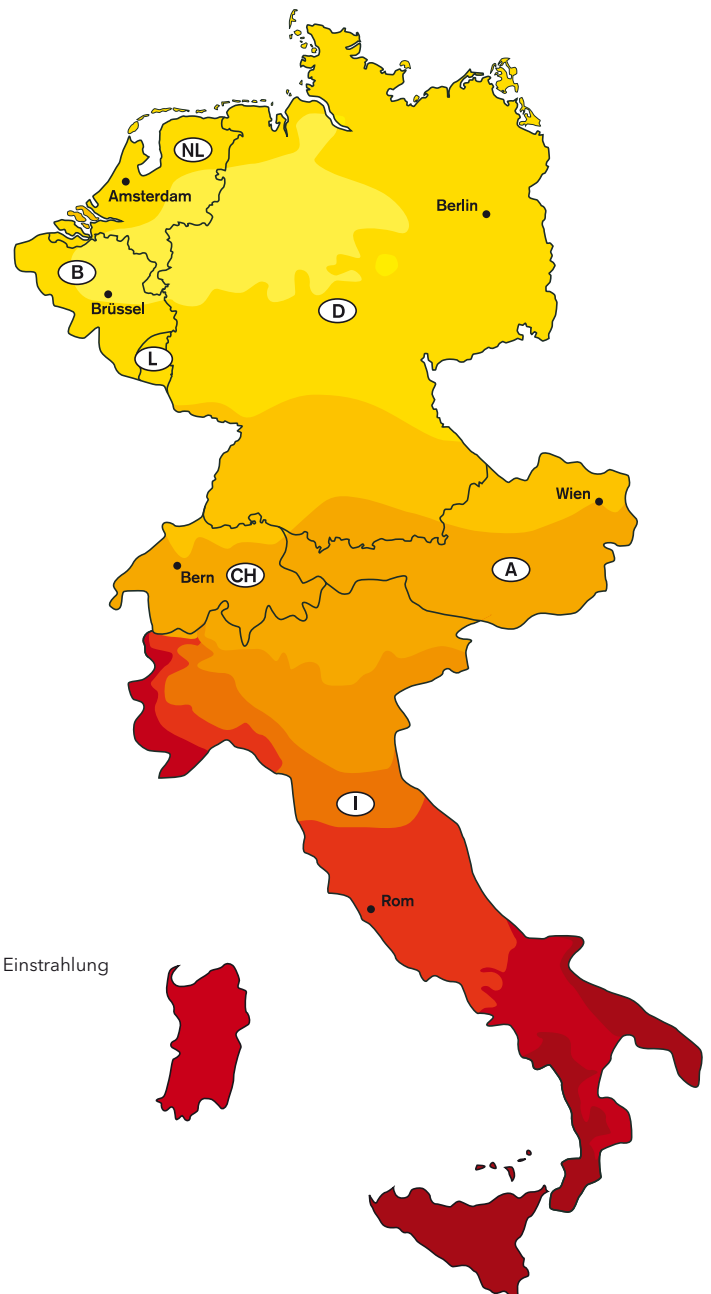 NL
Amsterdam
Berlin
B
Brüssel
D
L
Wien
Bern
CH
A
I
Rom
Einstrahlung